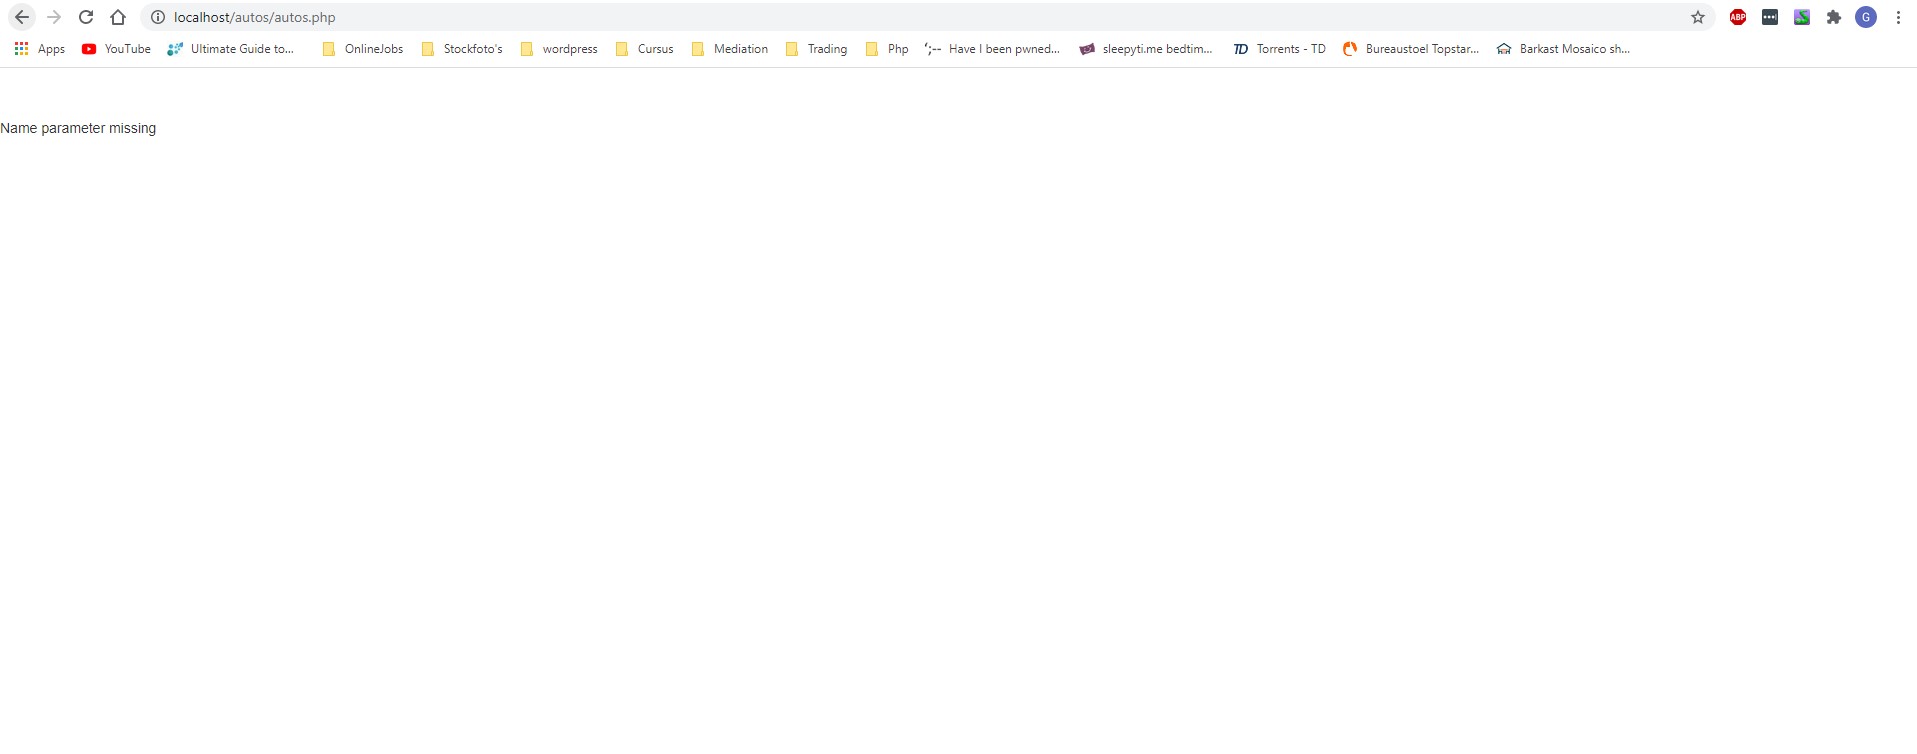 localhost/autos/autos.php ABP G
Apps YouTube Ultimate Guide to... OnlineJobs Stockfoto's wordpress Cursus Mediation Trading Php ';-- Have I been pwned... sleepyti.me bedtim... TD Torrents - TD Bureaustoel Topstar... Barkast Mosaico sh...
Name parameter missing